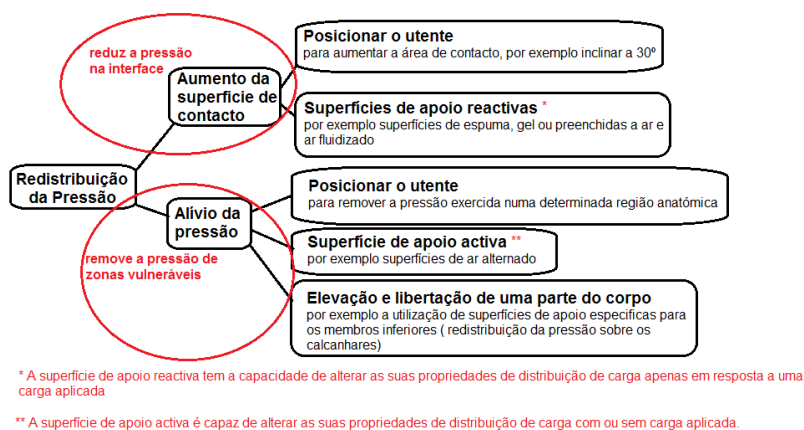 reduz a pressão
na interface
Aumento da
superficie de
contacto
Posicionar o utente
para aumentar a área de contacto, por exemplo inclinar a 30º
Superfícies de apoio reactivas *
por exemplo superfícies de espuma, gel ou preenchidas a ar e
ar fluidizado
Redistribuição
da Pressão
Alívio da
pressão
remove a pressão de
zonas vulneráveis
Posicionar o utente
para remover a pressão exercida numa determinada região anatómica
Superfície de apoio activa **
por exemplo superfícies de ar alternado
Elevação e libertação de uma parte do corpo
por exemplo a utilização de superfícies de apoio especificas para
os membros inferiores ( redistribuição da pressão sobre os
calcanhares)
* A superfície de apoio reactiva tem a capacidade de alterar as suas propriedades de distribuição de carga apenas em resposta a uma
carga aplicada
** A superfície de apoio activa é capaz de alterar as suas propriedades de distribuição de carga com ou sem carga aplicada.